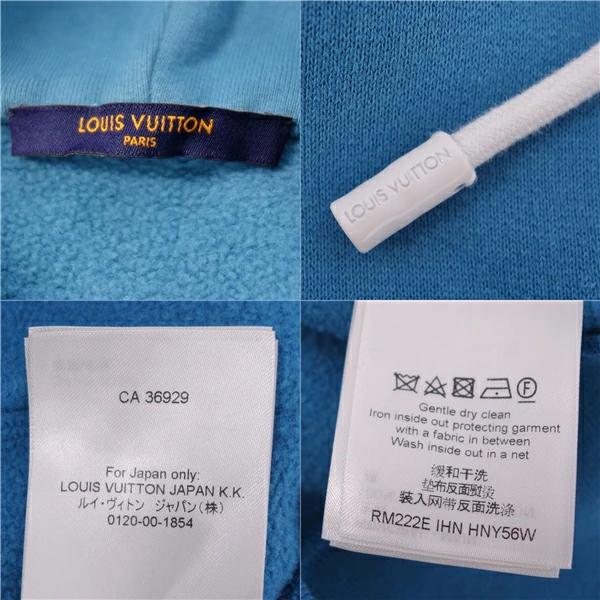 LOUIS VUITTON
PARIS
LOUIS VUITTON
CA 36929
For Japan only:
LOUIS VUITTON JAPAN K.K.
ルイ・ヴィトン ジャパン(株)
0120-00-1854
Gentle dry clean
Iron inside out protecting garment
with a fabric in between
Wash inside out in a net
缓和干洗
垫布反面熨烫
装入网带反面洗涤
RM222E IHN HNY56W